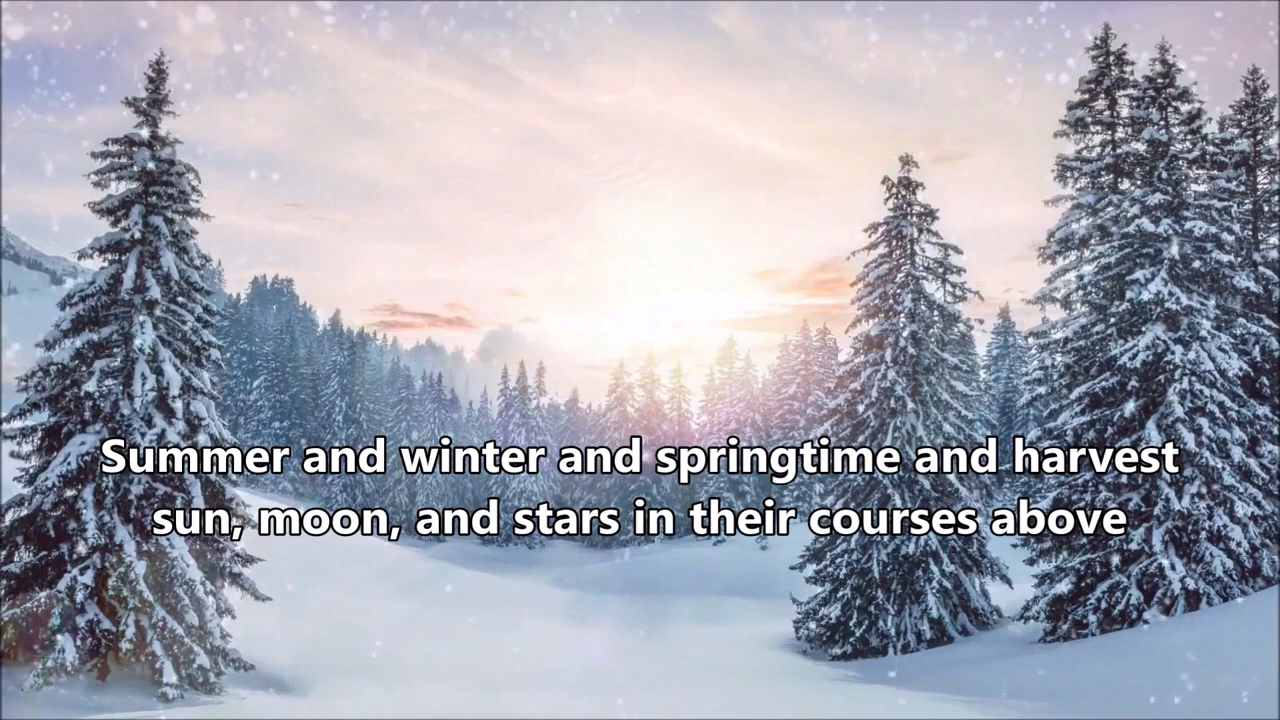 Summer and winter and springtime and harvest
sun, moon, and stars in their courses above